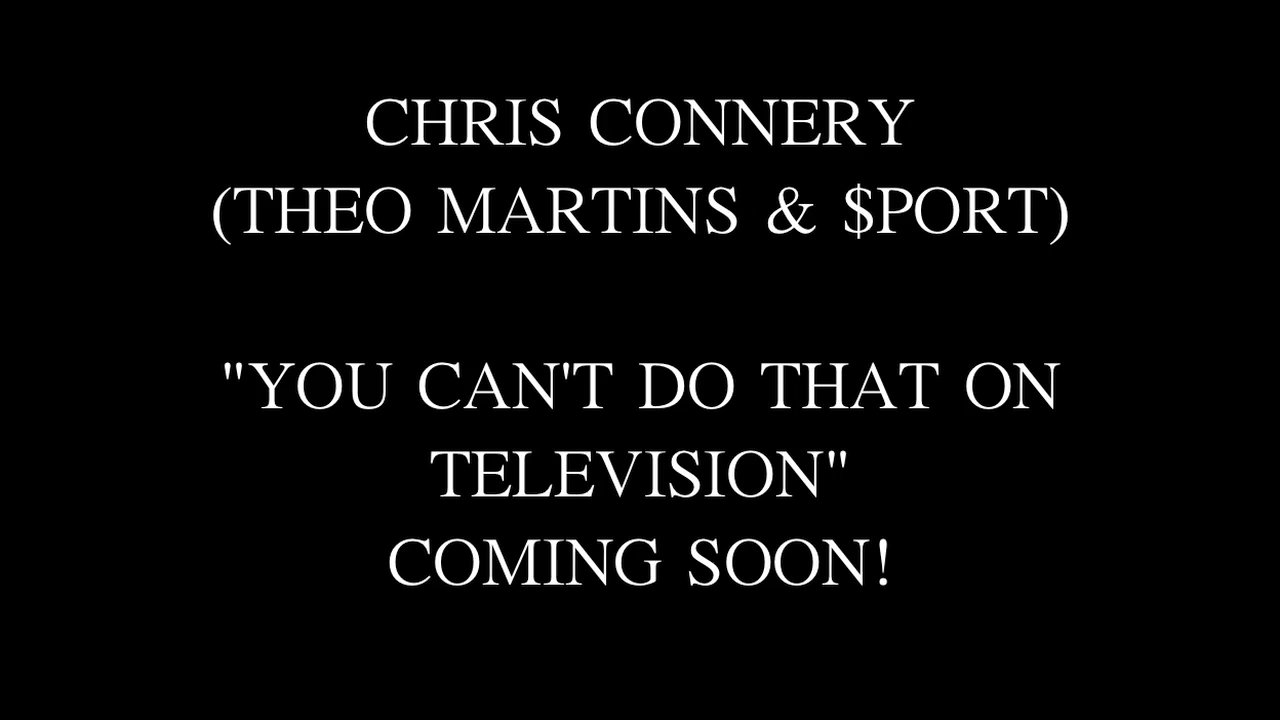 CHRIS CONNERY
(THEO MARTINS & $PORT)
"YOU CAN'T DO THAT ON
TELEVISION"
COMING SOON!